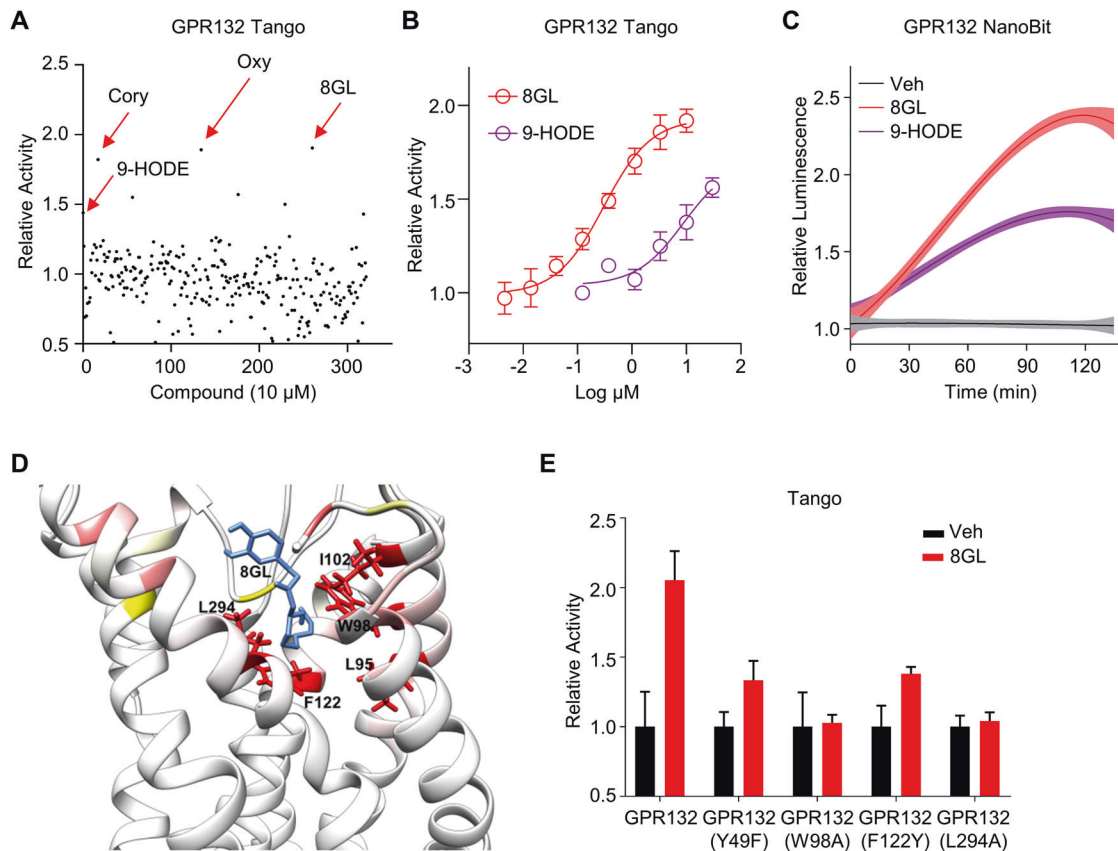 A
GPR132 Tango
Relative Activity
2.5
2.0
1.5
1.0
0.5
Cory
Oxy
8GL
9-HODE
0
100
200
300
Compound (10 µM)
B
GPR132 Tango
Relative Activity
2.0
1.5
1.0
8GL
9-HODE
-3
-2
-1
0
1
2
Log µM
C
GPR132 NanoBit
Relative Luminescence
2.5
2.0
1.5
1.0
Veh
8GL
9-HODE
0
30
60
90
120
Time (min)
D
8GL
I102
L294
W98
L95
F122
E
Tango
Relative Activity
2.5
2.0
1.5
1.0
0.5
Veh
8GL
GPR132
GPR132
(Y49F)
GPR132
(W98A)
GPR132
(F122Y)
GPR132
(L294A)